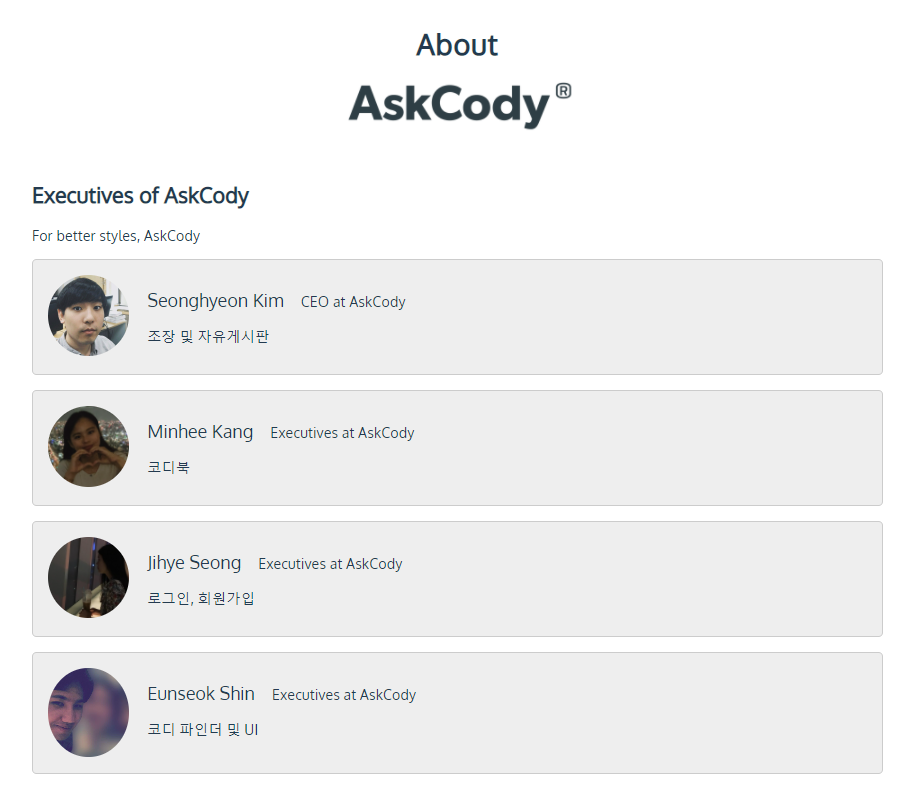 About
AskCody®
Executives of AskCody
For better styles, AskCody
Seonghyeon Kim CEO at AskCody
조장 및 자유게시판
Minhee Kang Executives at AskCody
코디북
Jihye Seong Executives at AskCody
로그인, 회원가입
Eunseok Shin Executives at AskCody
코디 파인더 및 UI